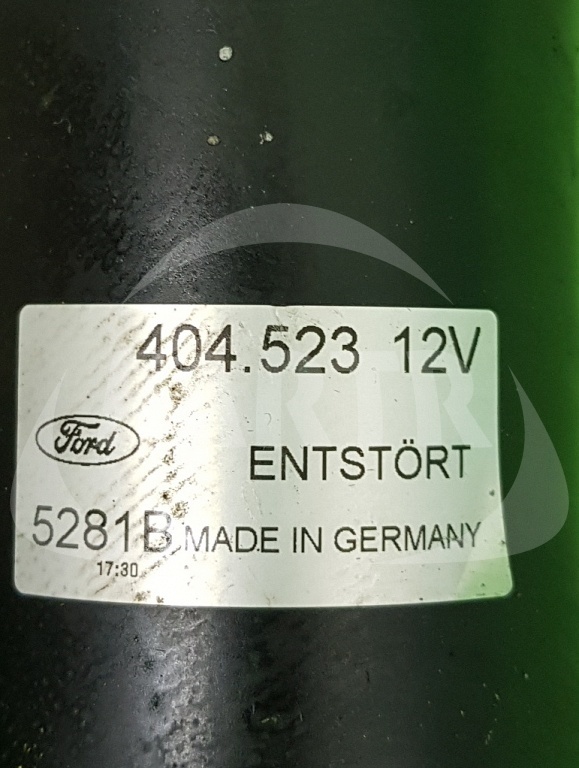 404.523 12V
Ford
ENTSTÖRT
5281B MADE IN GERMANY
17:30